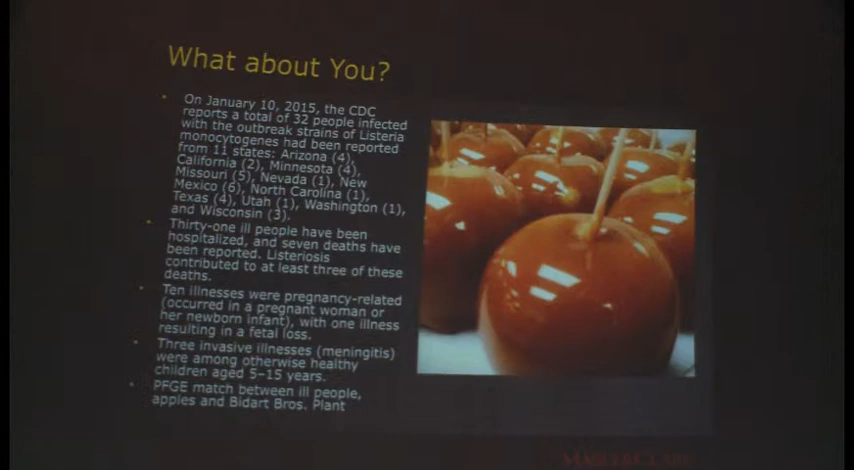 What about You?
On January 10, 2015, the CDC
reports a total of 32 people infected
with the outbreak strains of Listeria
monocytogenes had been reported
from 11 states: Arizona (4),
California (2), Minnesota (4),
Missouri (5), Nevada (1), New
Mexico (6), North Carolina (1),
Texas (4), Utah (1), Washington (1),
and Wisconsin (3).
Thirty-one ill people have been
hospitalized, and seven deaths have
been reported. Listeriosis
contributed to at least three of these
deaths.
Ten illnesses were pregnancy-related
(occurred in a pregnant woman or
her newborn infant), with one illness
resulting in a fetal loss.
Three invasive illnesses (meningitis)
were among otherwise healthy
children aged 5–15 years.
PFGE match between ill people,
apples and Bidart Bros. Plant